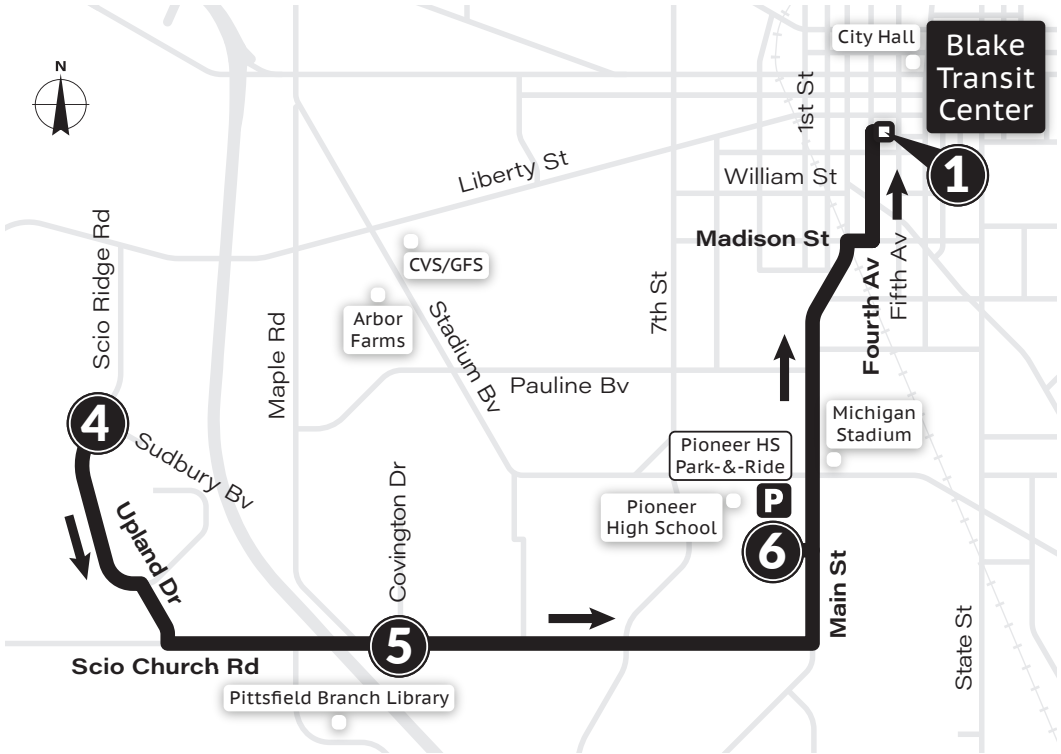 N
City Hall
Blake
Transit
Center
1st St
Liberty St
William St
1
Scio Ridge Rd
Madison St
CVS/GFS
Fourth Av
Fifth Av
7th St
Arbor
Farms
Maple Rd
Stadium Bv
Pauline Bv
4
Sudbury Bv
Michigan
Stadium
Pioneer HS
Park-&-Ride
P
Pioneer
High School
Covington Dr
6
Upland Dr
Main St
5
State St
Scio Church Rd
Pittsfield Branch Library